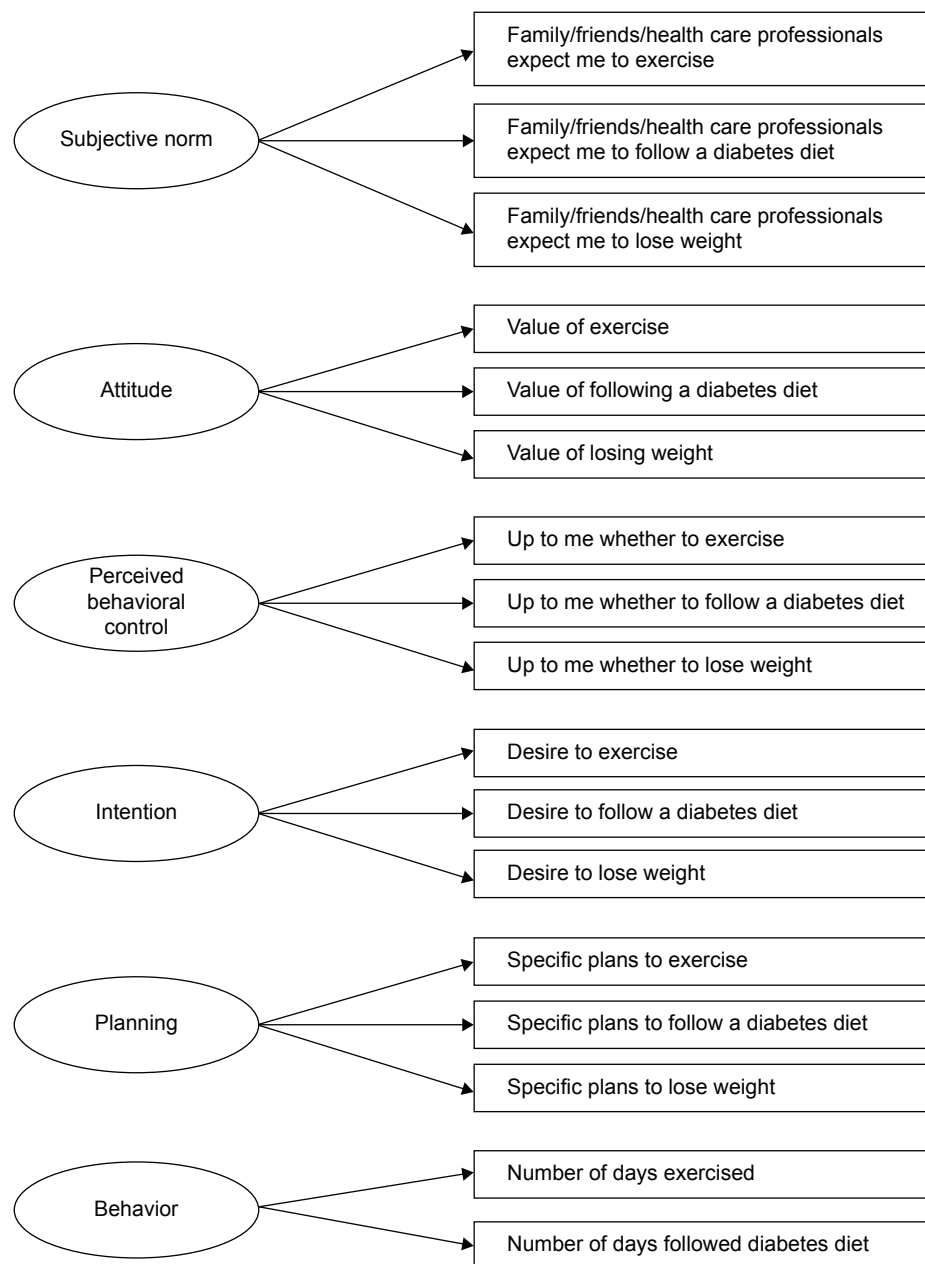 Subjective norm
Family/friends/health care professionals
expect me to exercise
Family/friends/health care professionals
expect me to follow a diabetes diet
Family/friends/health care professionals
expect me to lose weight
Attitude
Value of exercise
Value of following a diabetes diet
Value of losing weight
Perceived
behavioral
control
Up to me whether to exercise
Up to me whether to follow a diabetes diet
Up to me whether to lose weight
Intention
Desire to exercise
Desire to follow a diabetes diet
Desire to lose weight
Planning
Specific plans to exercise
Specific plans to follow a diabetes diet
Specific plans to lose weight
Behavior
Number of days exercised
Number of days followed diabetes diet